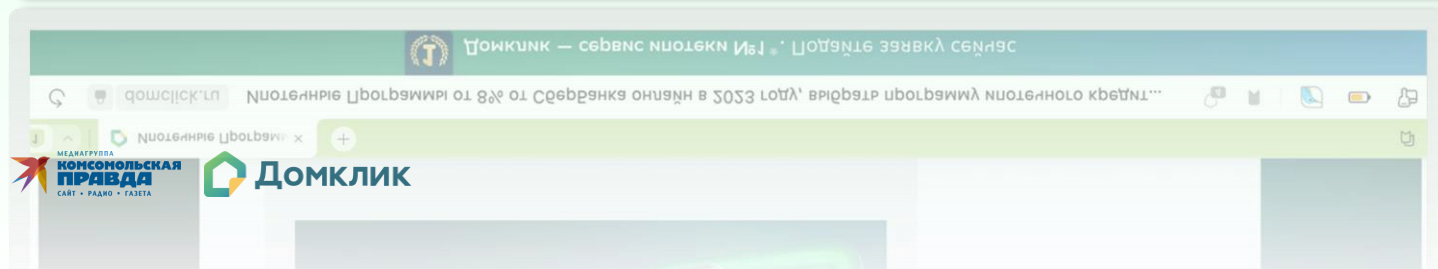 Домклик — сервис ипотеки №1*. Подайте заявку сейчас
domclick.ru Ипотечные Программы от 8% от СберБанка онлайн в 2023 году, выбрать программу ипотечного кредит...
1 Ипотечные Програм
МЕДИАГРУППА
КОМСОМОЛЬСКАЯ
ПРАВДА
САЙТ • РАДИО • ГАЗЕТА
Домклик